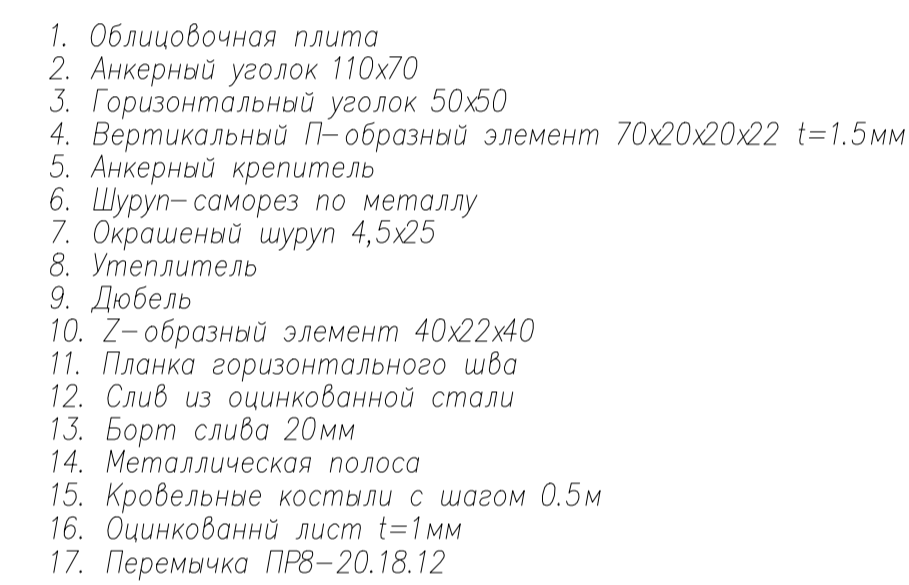 1. Облицовочная плита
2. Анкерный уголок 110х70
3. Горизонтальный уголок 50х50
4. Вертикальный П-образный элемент 70х20х20х22 t=1.5мм
5. Анкерный крепитель
6. Шуруп-саморез по металлу
7. Окрашеный шуруп 4,5х25
8. Утеплитель
9. Дюбель
10. Z-образный элемент 40х22х40
11. Планка горизонтального шва
12. Слив из оцинкованной стали
13. Борт слива 20мм
14. Металлическая полоса
15. Кровельные костыли с шагом 0.5м
16. Оцинкованнй лист t=1мм
17. Перемычка ПР8-20.18.12